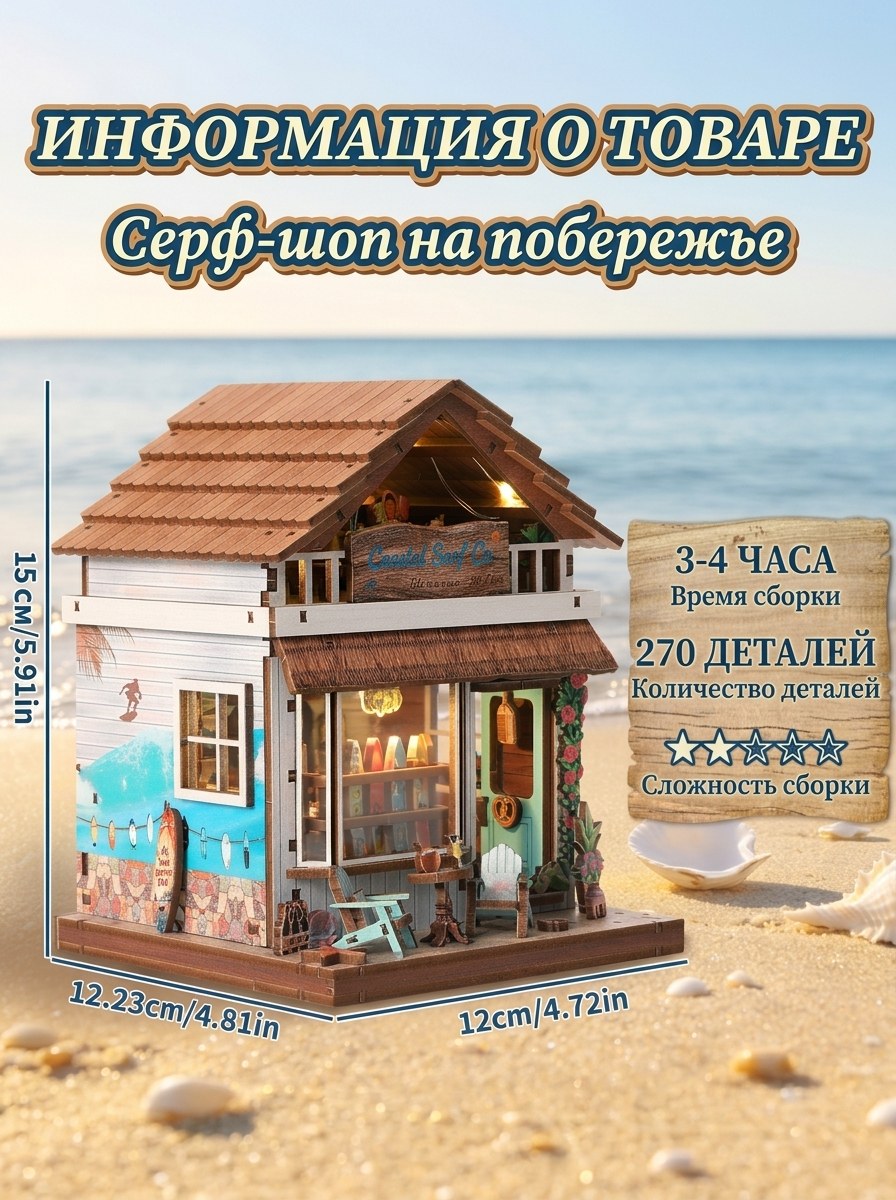 ИНФОРМАЦИЯ О ТОВАРЕ
Серф-шоп на побережье
15 см/5.91in
3-4 ЧАСА
Время сборки
270 ДЕТАЛЕЙ
Количество деталей
Сложность сборки
12.23cm/4.81in
12cm/4.72in